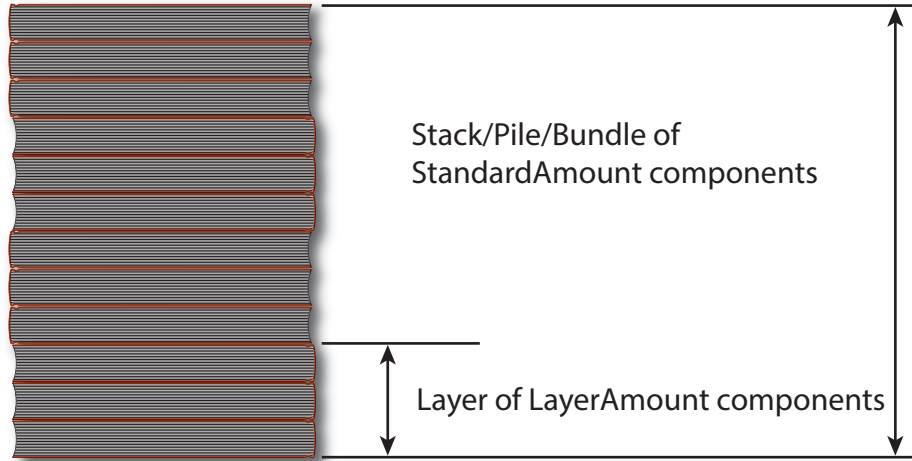 Stack/Pile/Bundle of
StandardAmount components
Layer of LayerAmount components